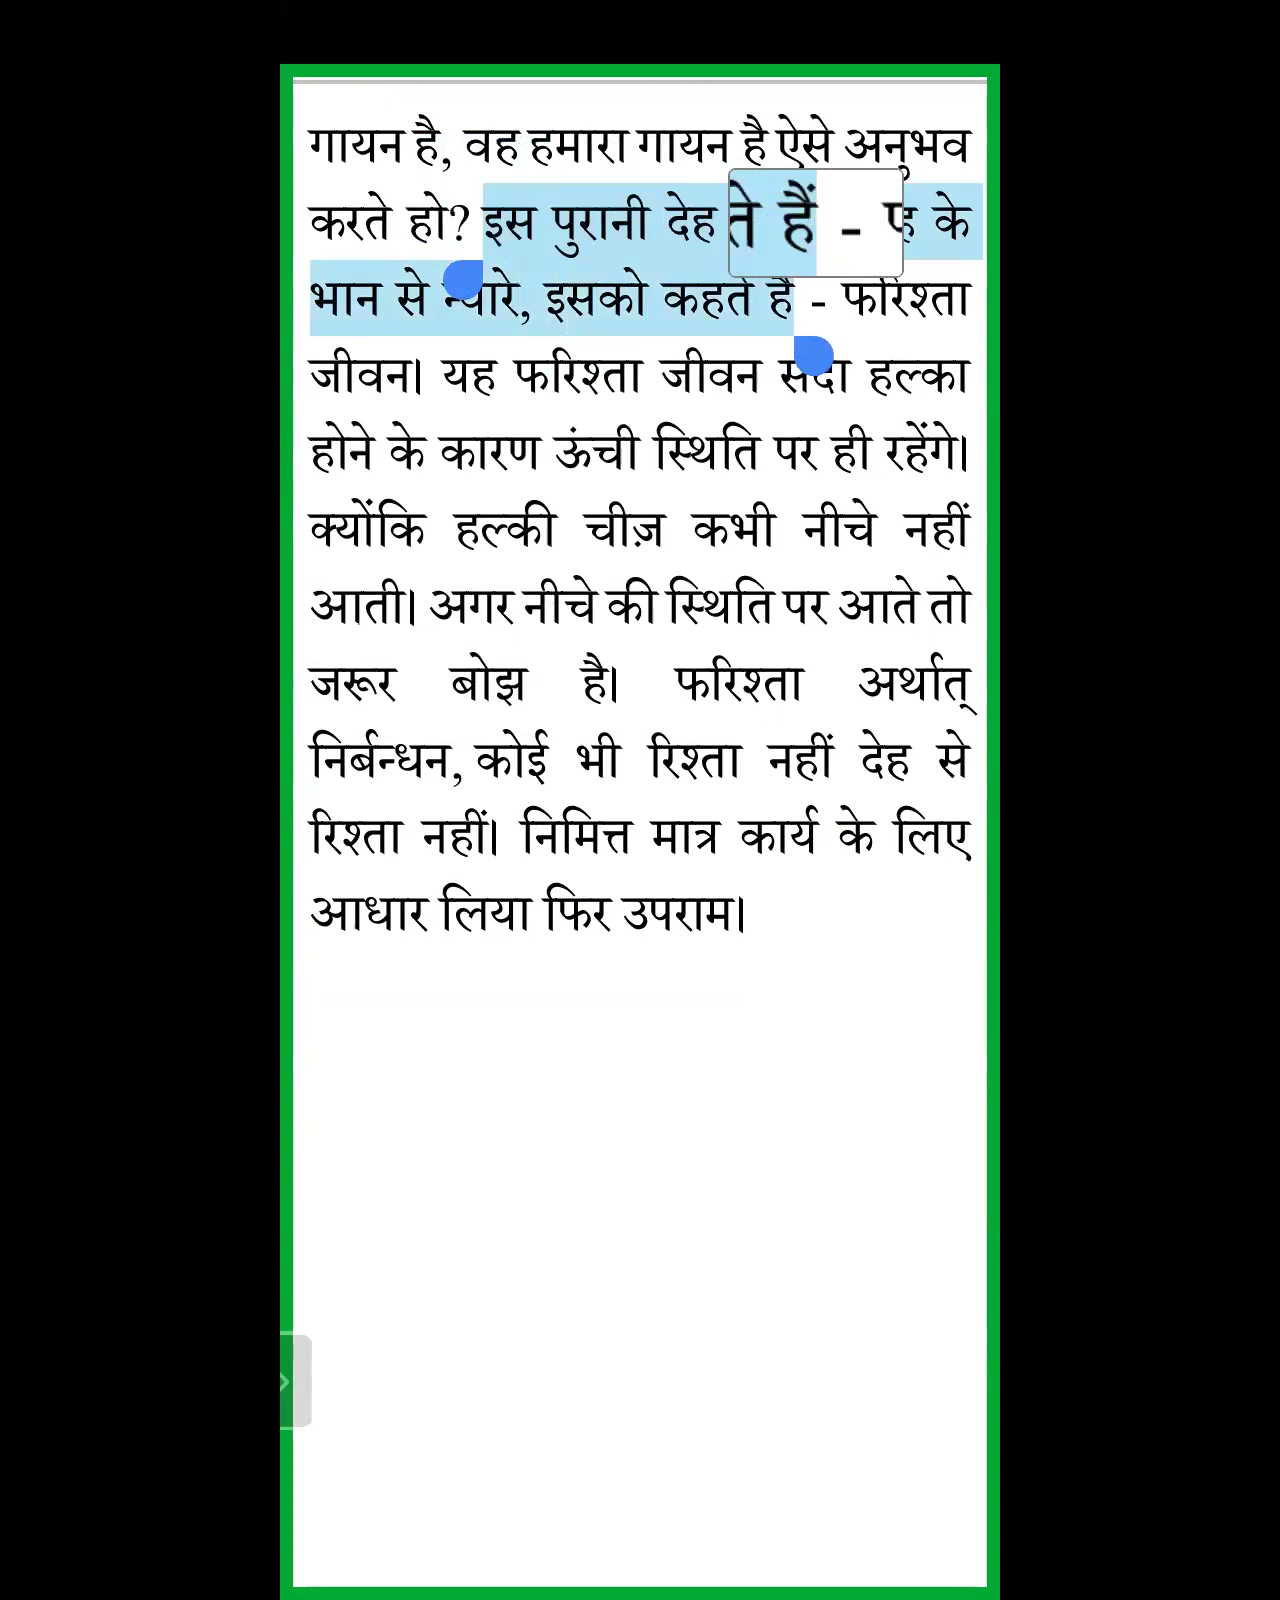 गायन है, वह हमारा गायन है ऐसे अनुभव
करते हो? इस पुरानी देह ते हैं - के
भान से न्यारे, इसको कहते हैं - फरिश्ता
जीवन। यह फरिश्ता जीवन सदा हल्का
होने के कारण ऊंची स्थिति पर ही रहेंगे।
क्योंकि हल्की चीज़ कभी नीचे नहीं
आती। अगर नीचे की स्थिति पर आते तो
जरूर बोझ है। फरिश्ता अर्थात्
निर्बन्धन, कोई भी रिश्ता नहीं देह से
रिश्ता नहीं। निमित्त मात्र कार्य के लिए
आधार लिया फिर उपराम।